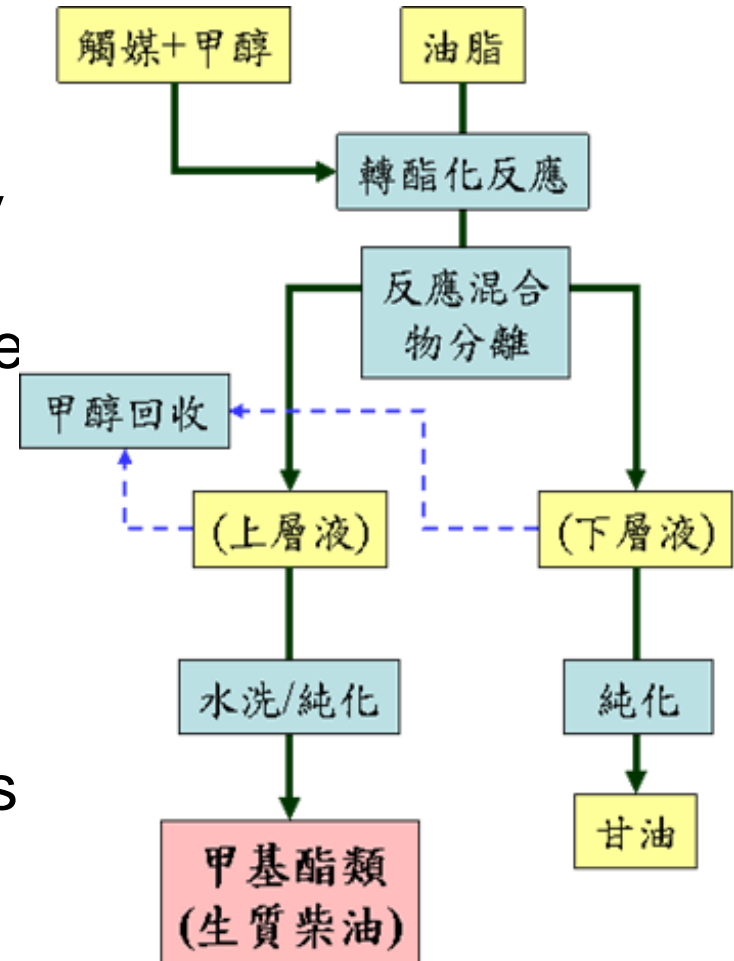 觸媒+甲醇
油脂
轉酯化反應
反應混合
物分離
e
甲醇回收
(上層液)
(下層液)
水洗/純化
純化
s
甘油
甲基酯類
(生質柴油)